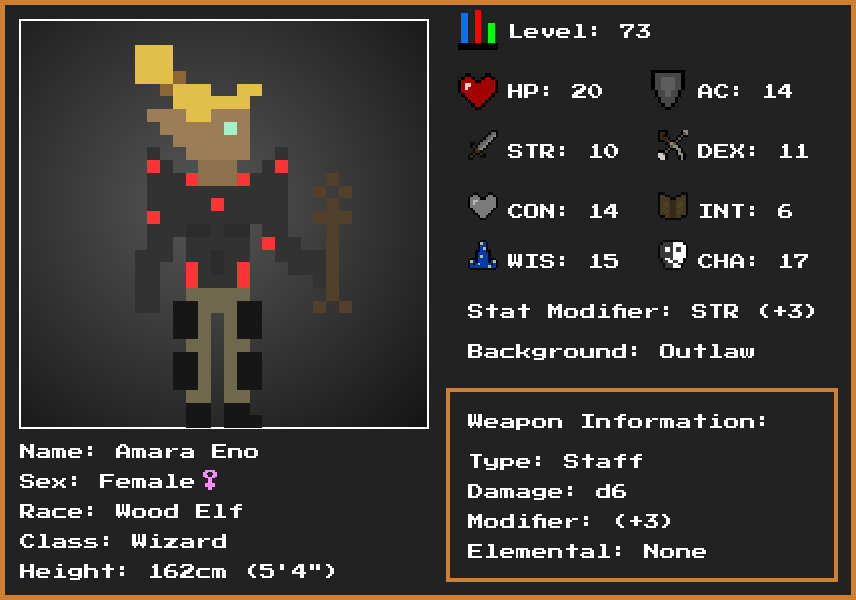 Level: 73
HP: 20
AC: 14
STR: 10
DEX: 11
CON: 14
INT: 6
WIS: 15
CHA: 17
Stat Modifier: STR (+3)
Background: Outlaw
Weapon Information:
Type: Staff
Damage: d6
Modifier: (+3)
Elemental: None
Name: Amara Eno
Sex: Female♀
Race: Wood Elf
Class: Wizard
Height: 162cm (5'4")